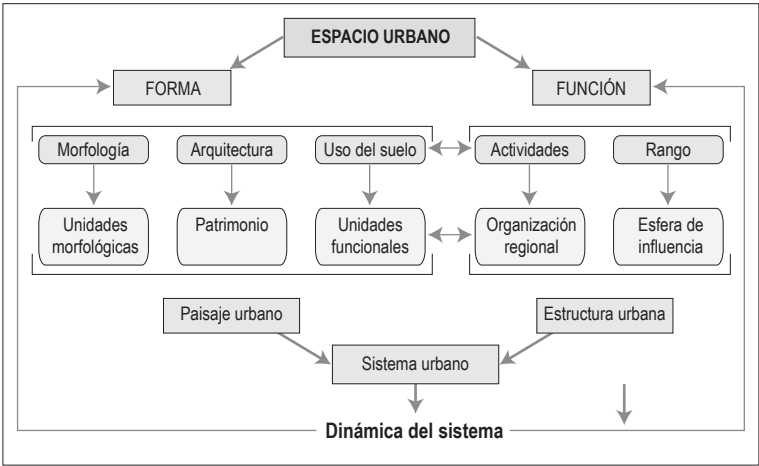 ESPACIO URBANO
FORMA
FUNCIÓN
Morfología
Arquitectura
Uso del suelo
Actividades
Rango
Unidades
morfológicas
Patrimonio
Unidades
funcionales
Organización
regional
Esfera de
influencia
Paisaje urbano
Estructura urbana
Sistema urbano
Dinámica del sistema